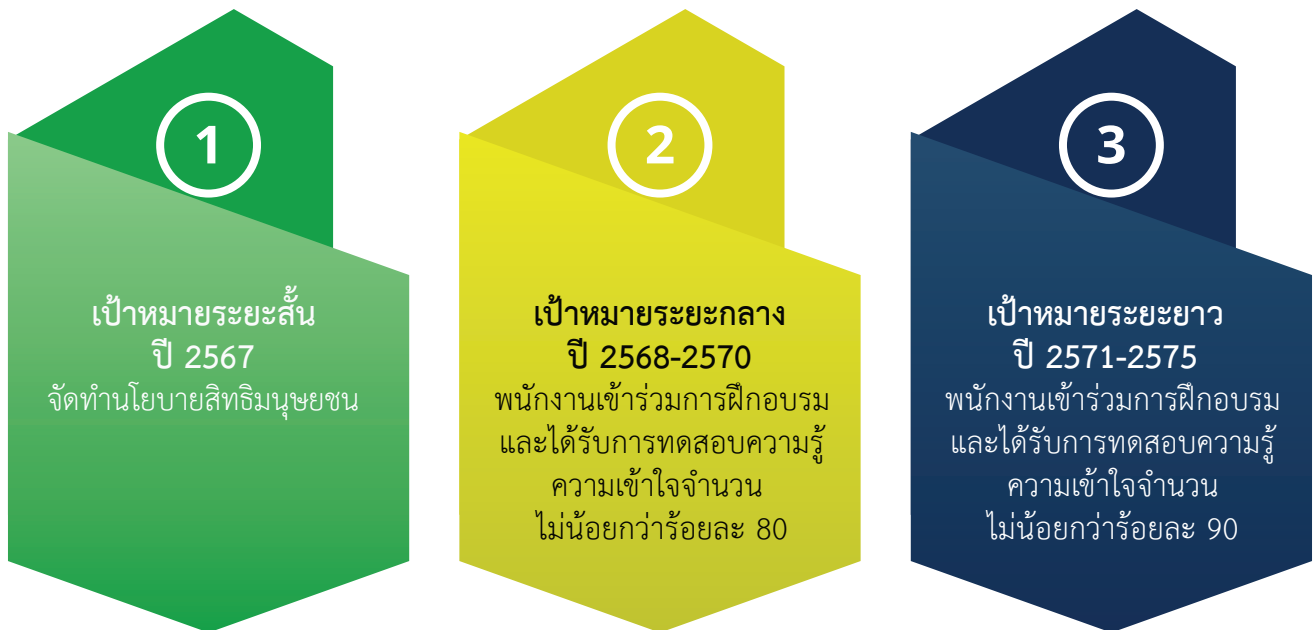 1
เป้าหมายระยะสั้น
ปี 2567
จัดทำนโยบายสิทธิมนุษยชน
2
เป้าหมายระยะกลาง
ปี 2568-2570
พนักงานเข้าร่วมการฝึกอบรม
และได้รับการทดสอบความรู้
ความเข้าใจจำนวน
ไม่น้อยกว่าร้อยละ 80
3
เป้าหมายระยะยาว
ปี 2571-2575
พนักงานเข้าร่วมการฝึกอบรม
และได้รับการทดสอบความรู้
ความเข้าใจจำนวน
ไม่น้อยกว่าร้อยละ 90